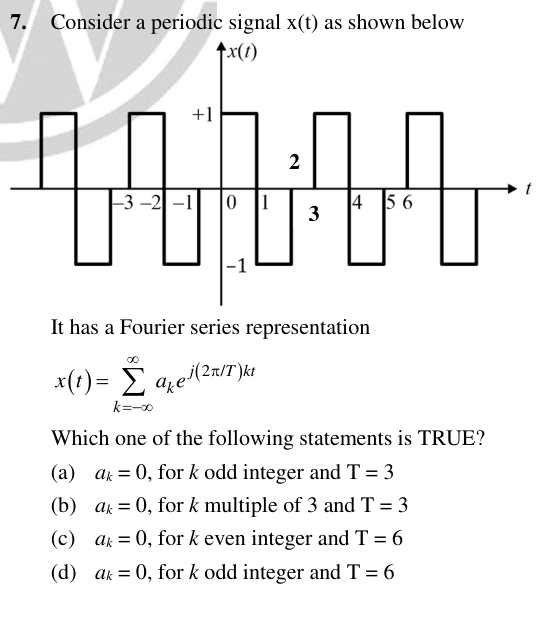 7. Consider a periodic signal x(t) as shown below
x(t)
+1
2
t
–3 –2 –1 0 1 4 5 6
3
–1
It has a Fourier series representation
x(t) = ∑_{k=–∞}^{∞} a_k e^{j(2π/T)kt}
Which one of the following statements is TRUE?
(a) a_k = 0, for k odd integer and T = 3
(b) a_k = 0, for k multiple of 3 and T = 3
(c) a_k = 0, for k even integer and T = 6
(d) a_k = 0, for k odd integer and T = 6